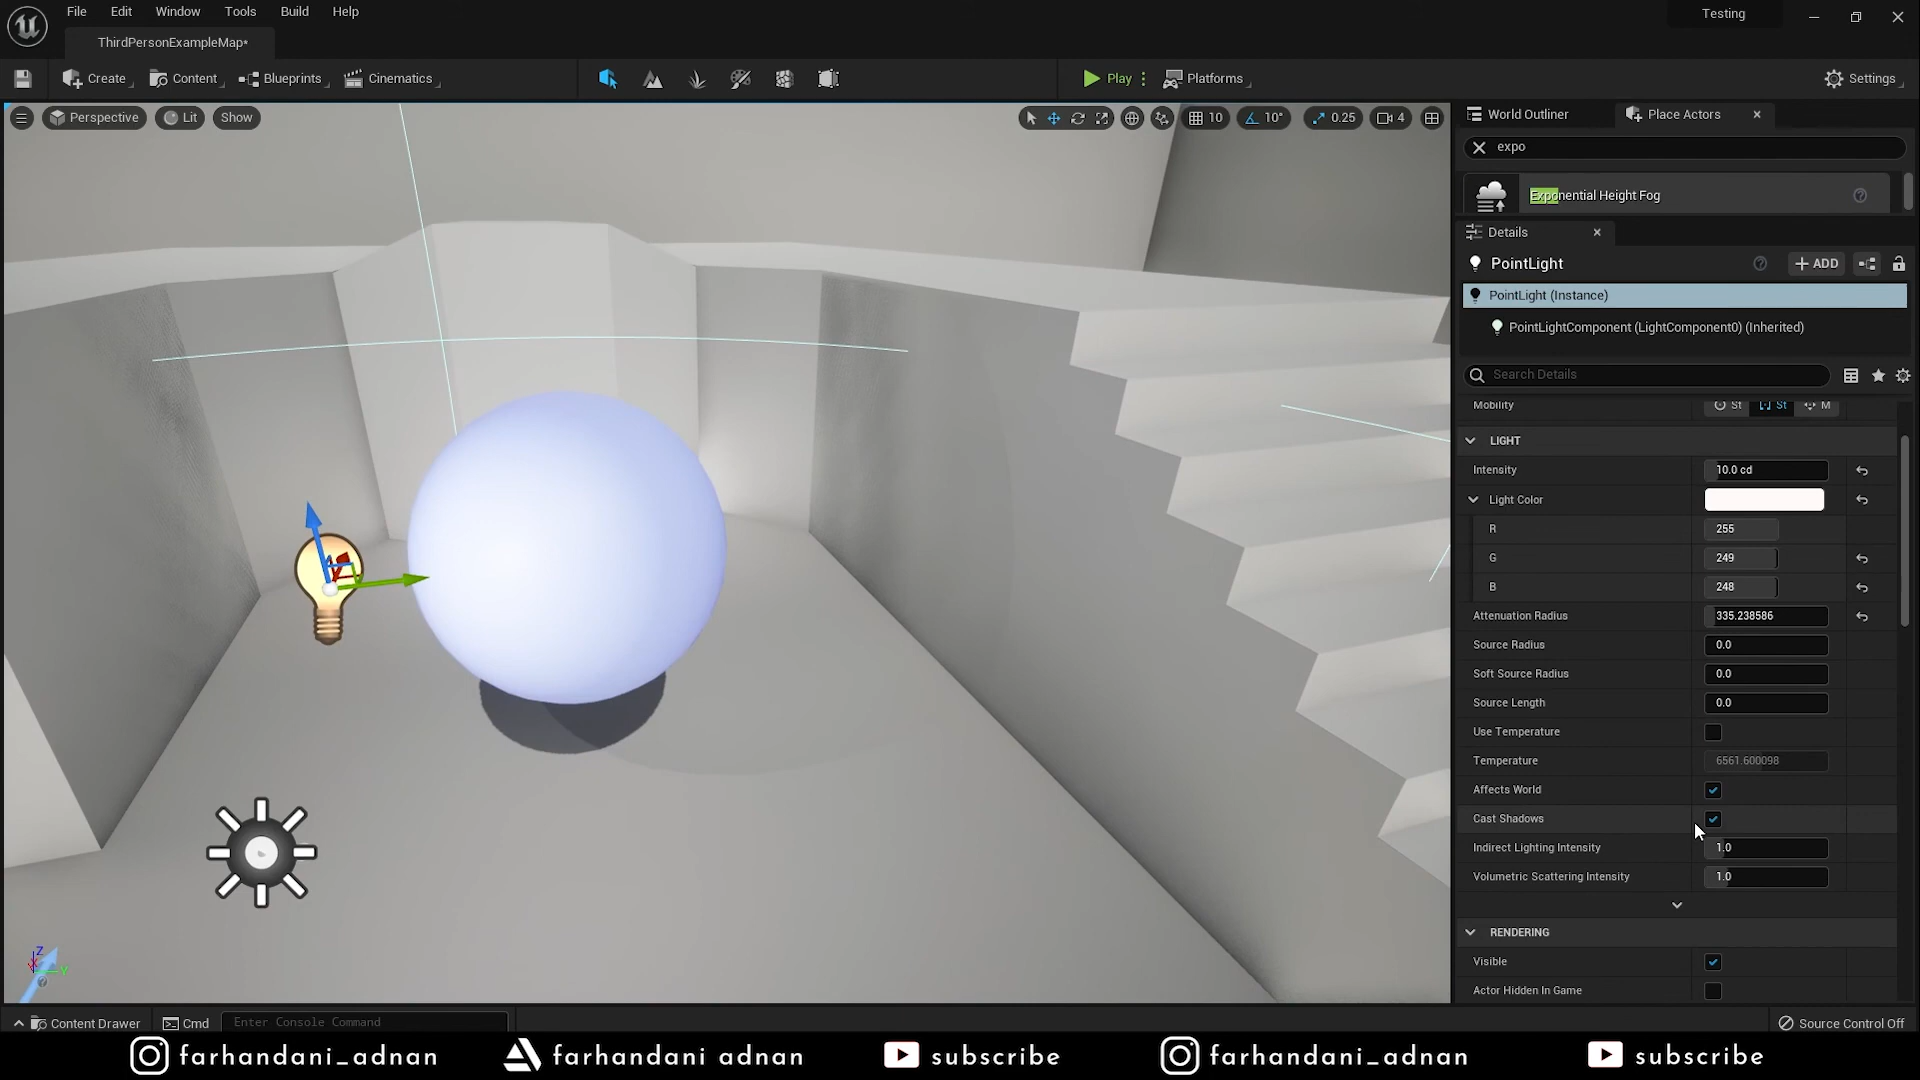 File Edit Window Tools Build Help
Testing
ThirdPersonExampleMap*
Create Content Blueprints Cinematics Play Platforms Settings
Perspective Lit Show 10 10° 0.25 4
World Outliner Place Actors
expo
Exponential Height Fog
Details
PointLight + ADD
PointLight (Instance)
PointLightComponent (LightComponent0) (Inherited)
Search Details
Mobility St St M
LIGHT
Intensity 10.0 cd
Light Color
R 255
G 249
B 248
Attenuation Radius 335.238586
Source Radius 0.0
Soft Source Radius 0.0
Source Length 0.0
Use Temperature
Temperature 6561.600098
Affects World
Cast Shadows
Indirect Lighting Intensity 1.0
Volumetric Scattering Intensity 1.0
RENDERING
Visible
Actor Hidden In Game
Z
X Y
Content Drawer Cmd Enter Console Command Source Control Off
farhandani_adnan farhandani adnan subscribe farhandani_adnan subscribe